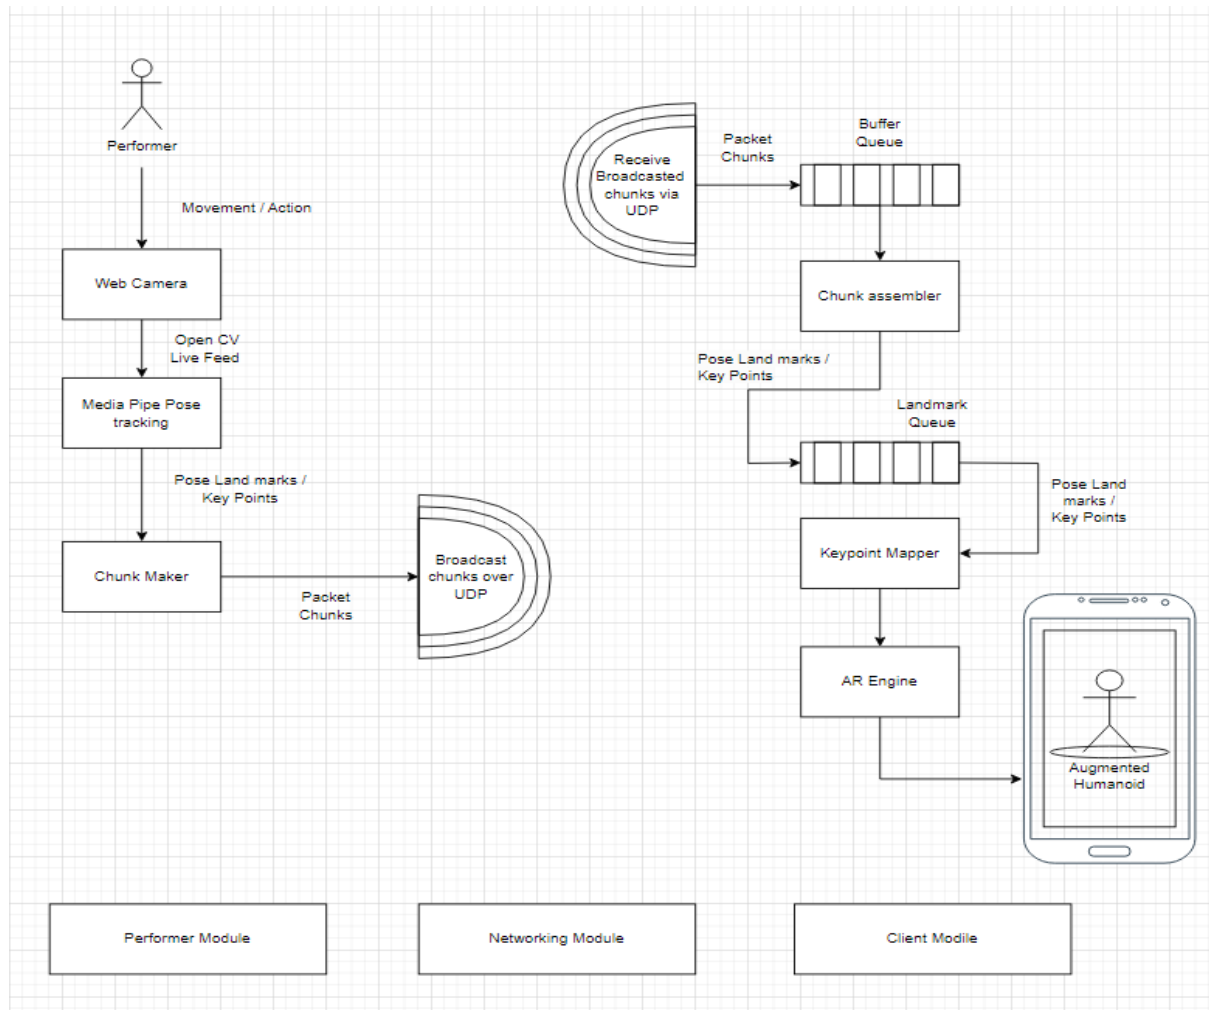 Performer
Movement / Action
Web Camera
Open CV
Live Feed
Media Pipe Pose
tracking
Pose Land marks /
Key Points
Chunk Maker
Packet
Chunks
Broadcast
chunks over
UDP
Receive
Broadcasted
chunks via
UDP
Packet
Chunks
Buffer
Queue
Chunk assembler
Pose Land marks /
Key Points
Landmark
Queue
Pose Land
marks /
Key Points
Keypoint Mapper
AR Engine
Augmented
Humanoid
Performer Module
Networking Module
Client Modile